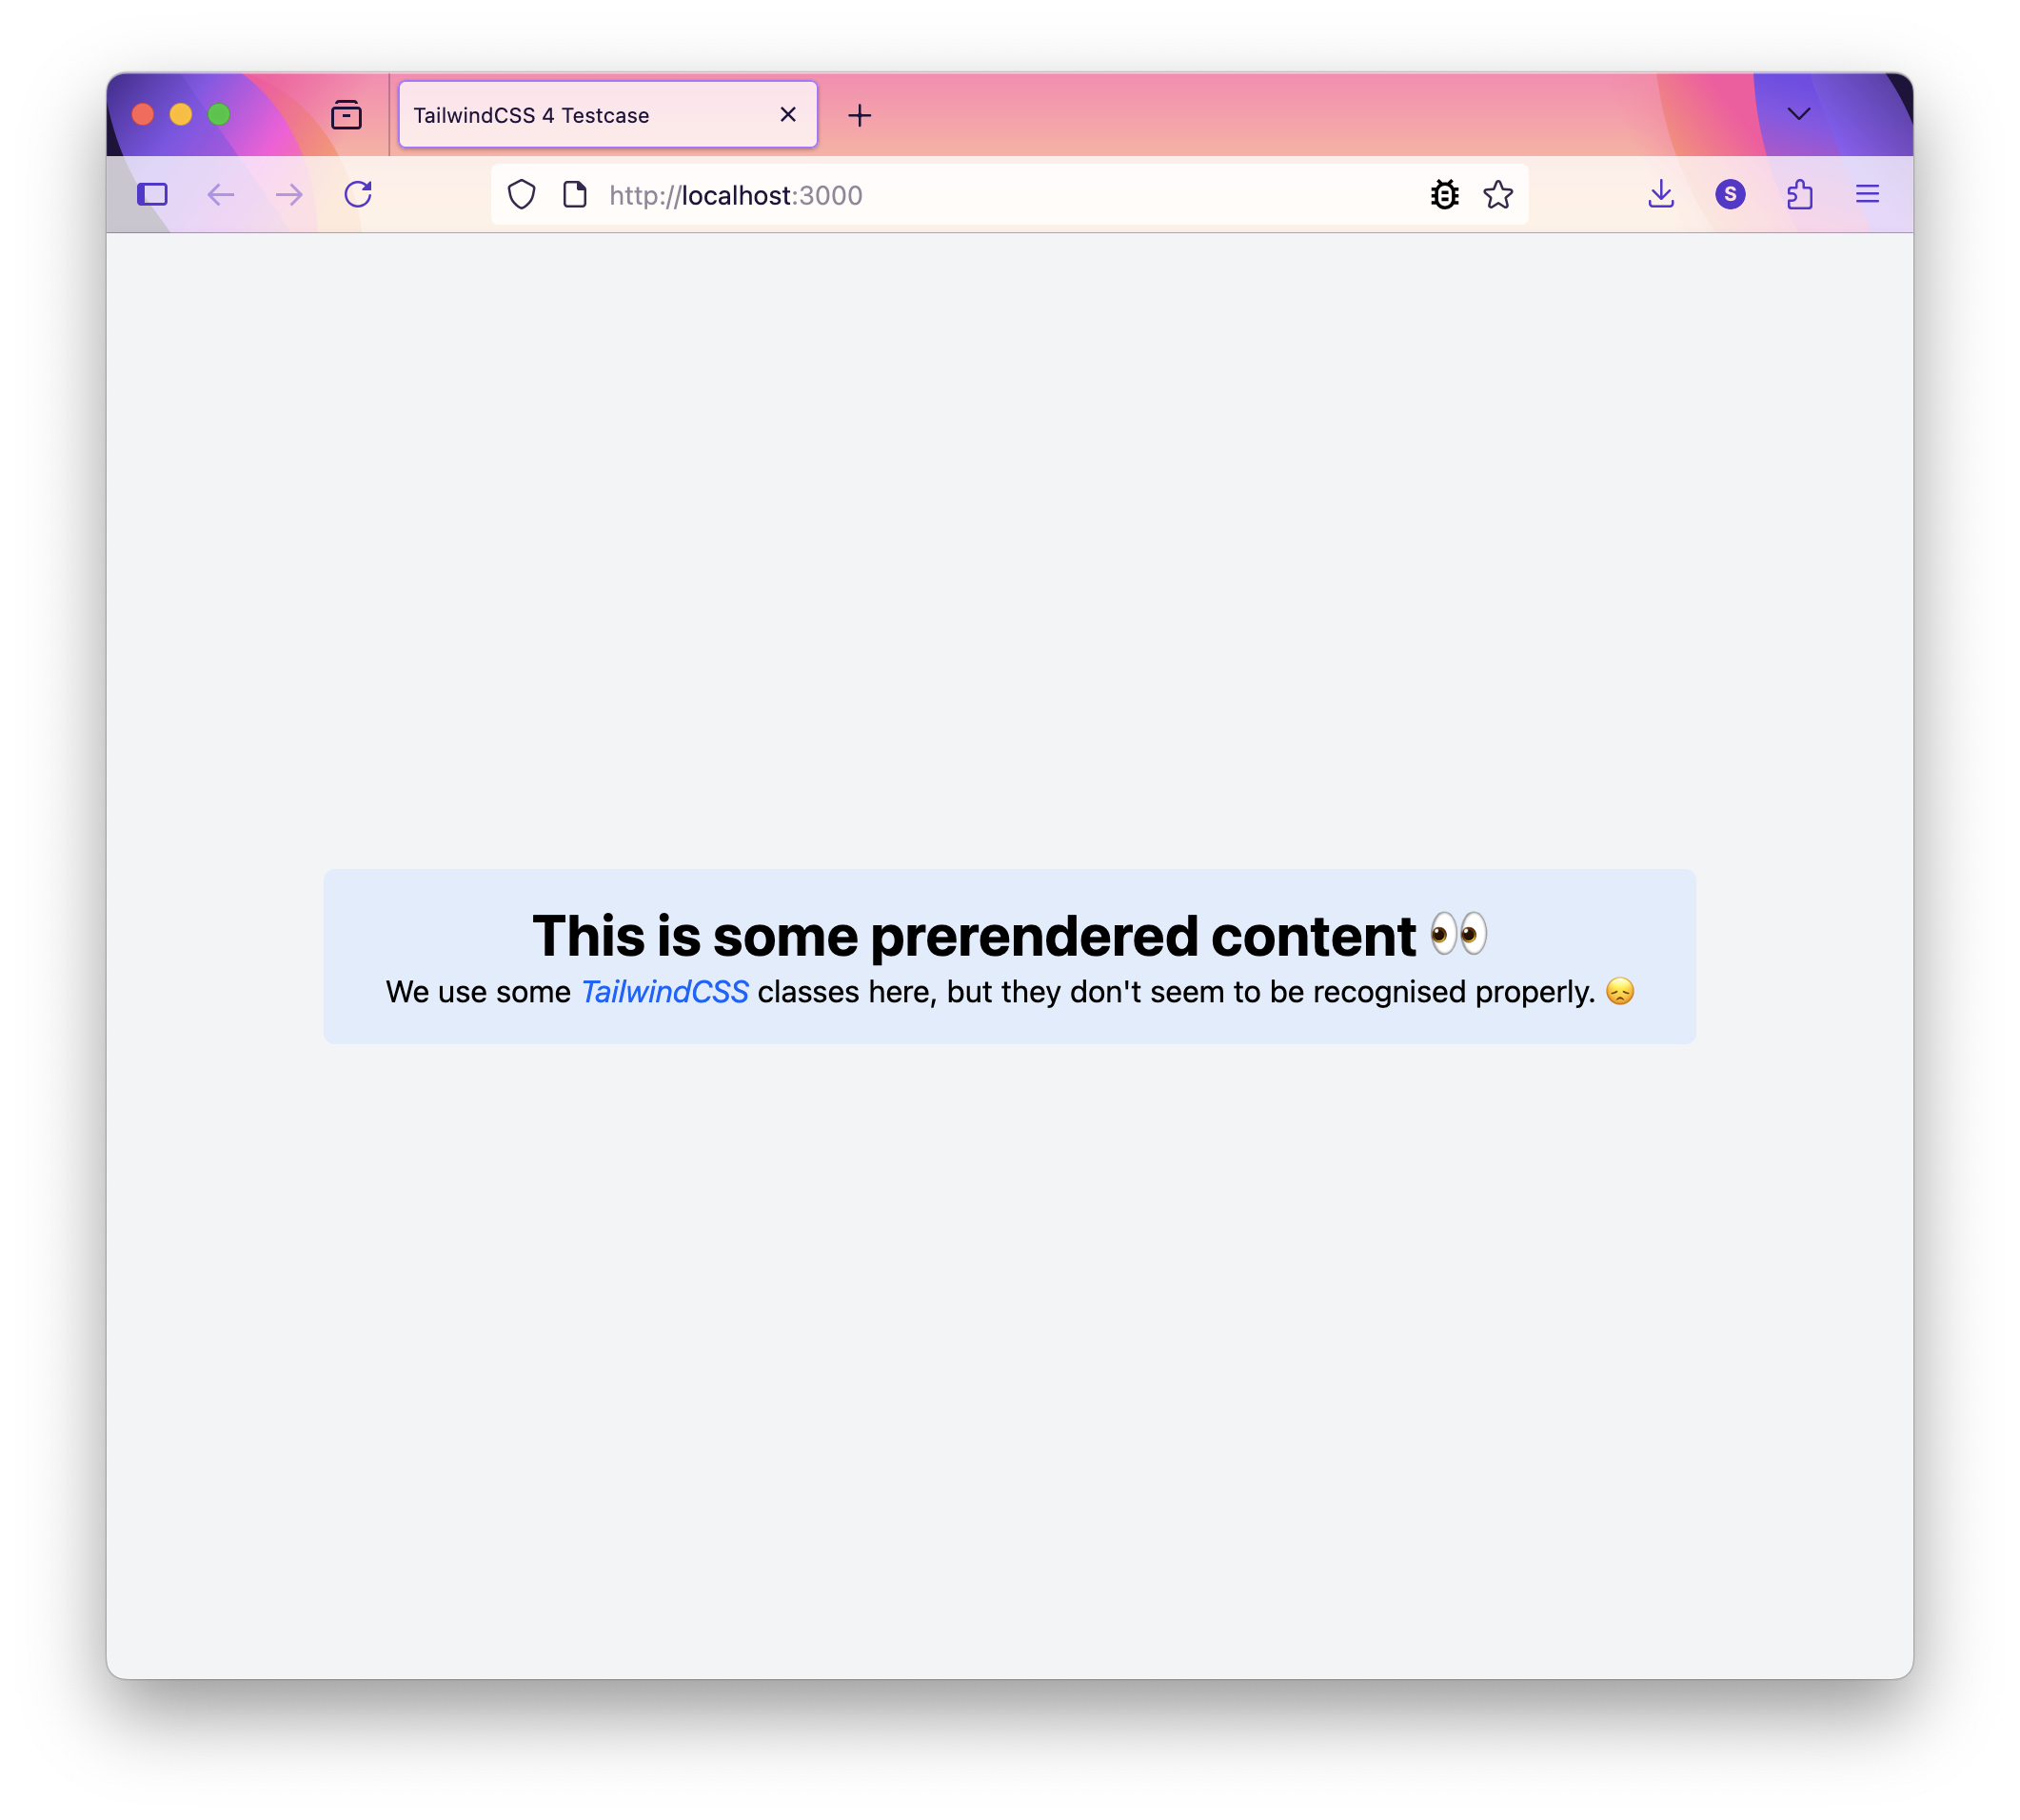 TailwindCSS 4 Testcase
http://localhost:3000
S
This is some prerendered content 👀
We use some TailwindCSS classes here, but they don't seem to be recognised properly. 😞